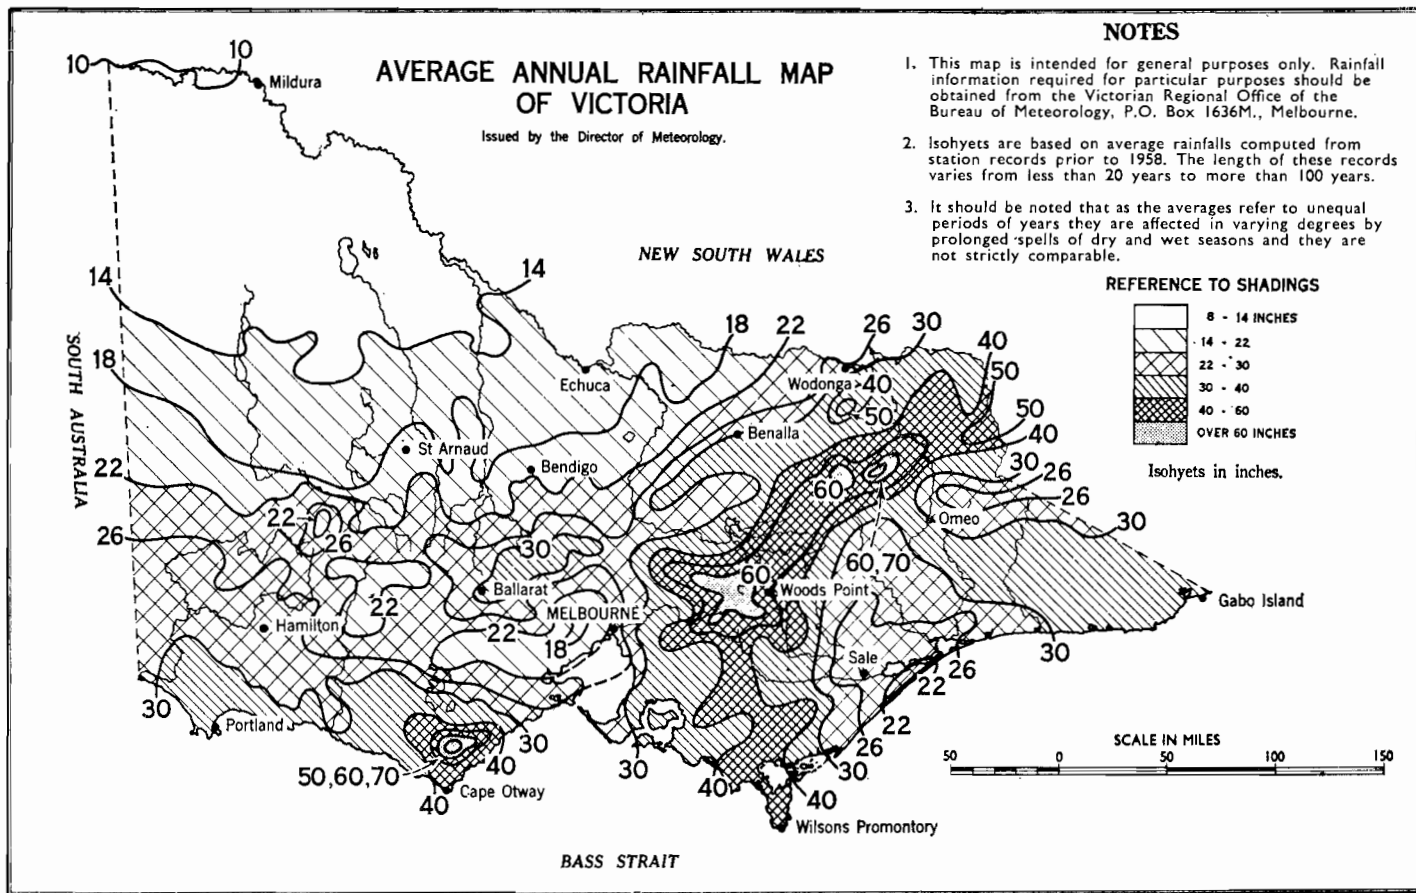 AVERAGE ANNUAL RAINFALL MAP
OF VICTORIA
Issued by the Director of Meteorology.
NOTES
1. This map is intended for general purposes only. Rainfall
information required for particular purposes should be
obtained from the Victorian Regional Office of the
Bureau of Meteorology, P.O. Box 1636M., Melbourne.
2. Isohyets are based on average rainfalls computed from
station records prior to 1958. The length of these records
varies from less than 20 years to more than 100 years.
3. It should be noted that as the averages refer to unequal
periods of years they are affected in varying degrees by
prolonged spells of dry and wet seasons and they are
not strictly comparable.
REFERENCE TO SHADINGS
8 - 14 INCHES
14 - 22
22 - 30
30 - 40
40 - 60
OVER 60 INCHES
Isohyets in inches.
10
10
Mildura
NEW SOUTH WALES
14
14
18
22
26
30
40
50
SOUTH AUSTRALIA
18
Echuca
Wodonga
40
50
50
40
Benalla
St Arnaud
Bendigo
22
30
26
26
60
22
26
26
Omeo
30
30
60,70
60
Woods Point
Ballarat
MELBOURNE
22
22
18
Hamilton
Gabo Island
Sale
26
22
30
30
Portland
22
30
26
30
30
50,60,70
40
40
Cape Otway
40
40
Wilsons Promontory
SCALE IN MILES
50 0 50 100 150
BASS STRAIT